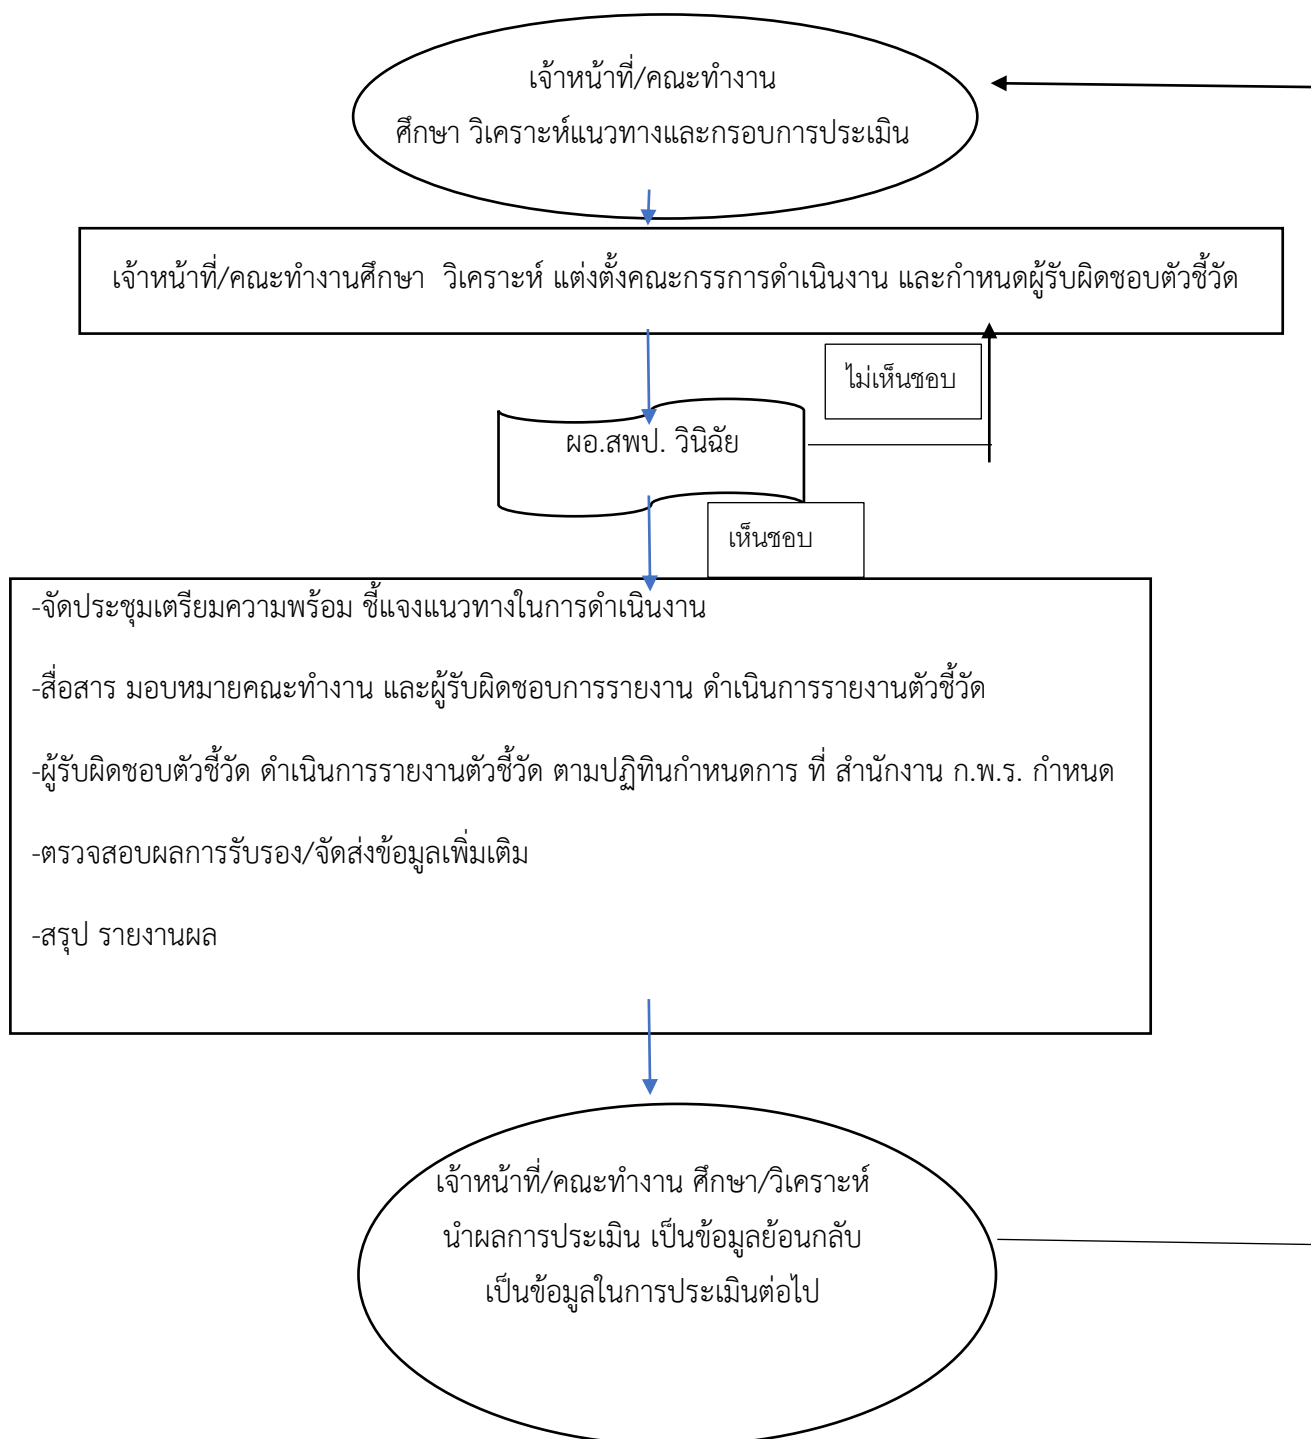 เจ้าหน้าที่/คณะทำงาน
ศึกษา วิเคราะห์แนวทางและกรอบการประเมิน
เจ้าหน้าที่/คณะทำงานศึกษา  วิเคราะห์ แต่งตั้งคณะกรรการดำเนินงาน และกำหนดผู้รับผิดชอบตัวชี้วัด
ไม่เห็นชอบ
ผอ.สพป. วินิฉัย
เห็นชอบ
-จัดประชุมเตรียมความพร้อม ชี้แจงแนวทางในการดำเนินงาน
-สื่อสาร มอบหมายคณะทำงาน และผู้รับผิดชอบการรายงาน ดำเนินการรายงานตัวชี้วัด
-ผู้รับผิดชอบตัวชี้วัด ดำเนินการรายงานตัวชี้วัด ตามปฏิทินกำหนดการ ที่ สำนักงาน ก.พ.ร. กำหนด
-ตรวจสอบผลการรับรอง/จัดส่งข้อมูลเพิ่มเติม
-สรุป รายงานผล
เจ้าหน้าที่/คณะทำงาน ศึกษา/วิเคราะห์
นำผลการประเมิน เป็นข้อมูลย้อนกลับ
เป็นข้อมูลในการประเมินต่อไป